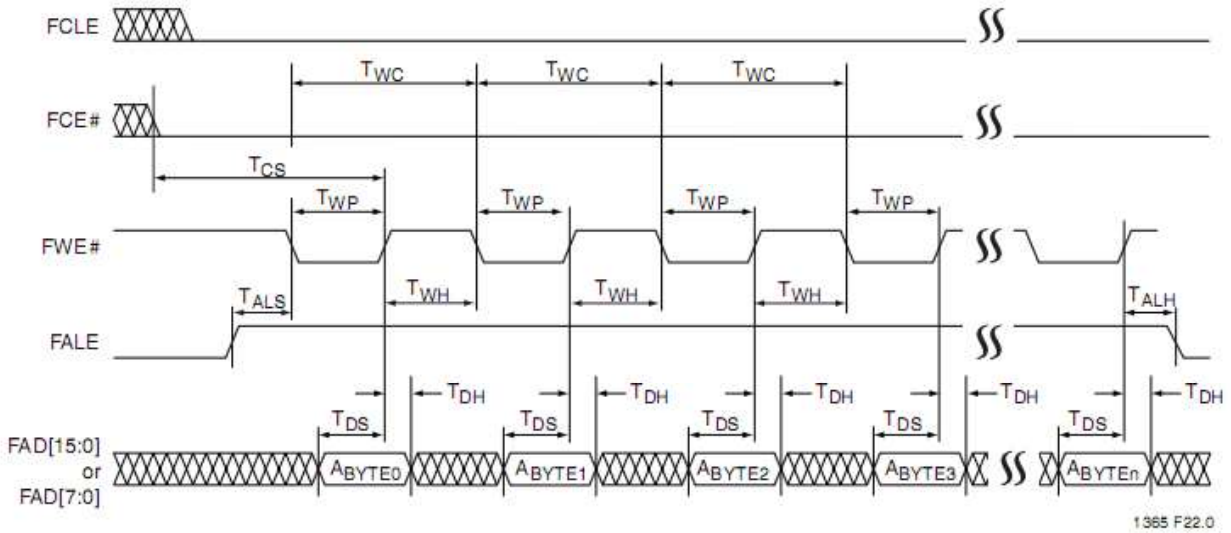 FCLE
TWC TWC TWC
FCE#
TCS
TWP TWP TWP TWP
FWE#
TWH TWH TWH
TALS TALH
FALE
TDH TDH TDH TDH TDH
TDS TDS TDS TDS TDS
FAD[15:0]
or
FAD[7:0]
ABYTE0 ABYTE1 ABYTE2 ABYTE3 ABYTEn
1365 F22.0